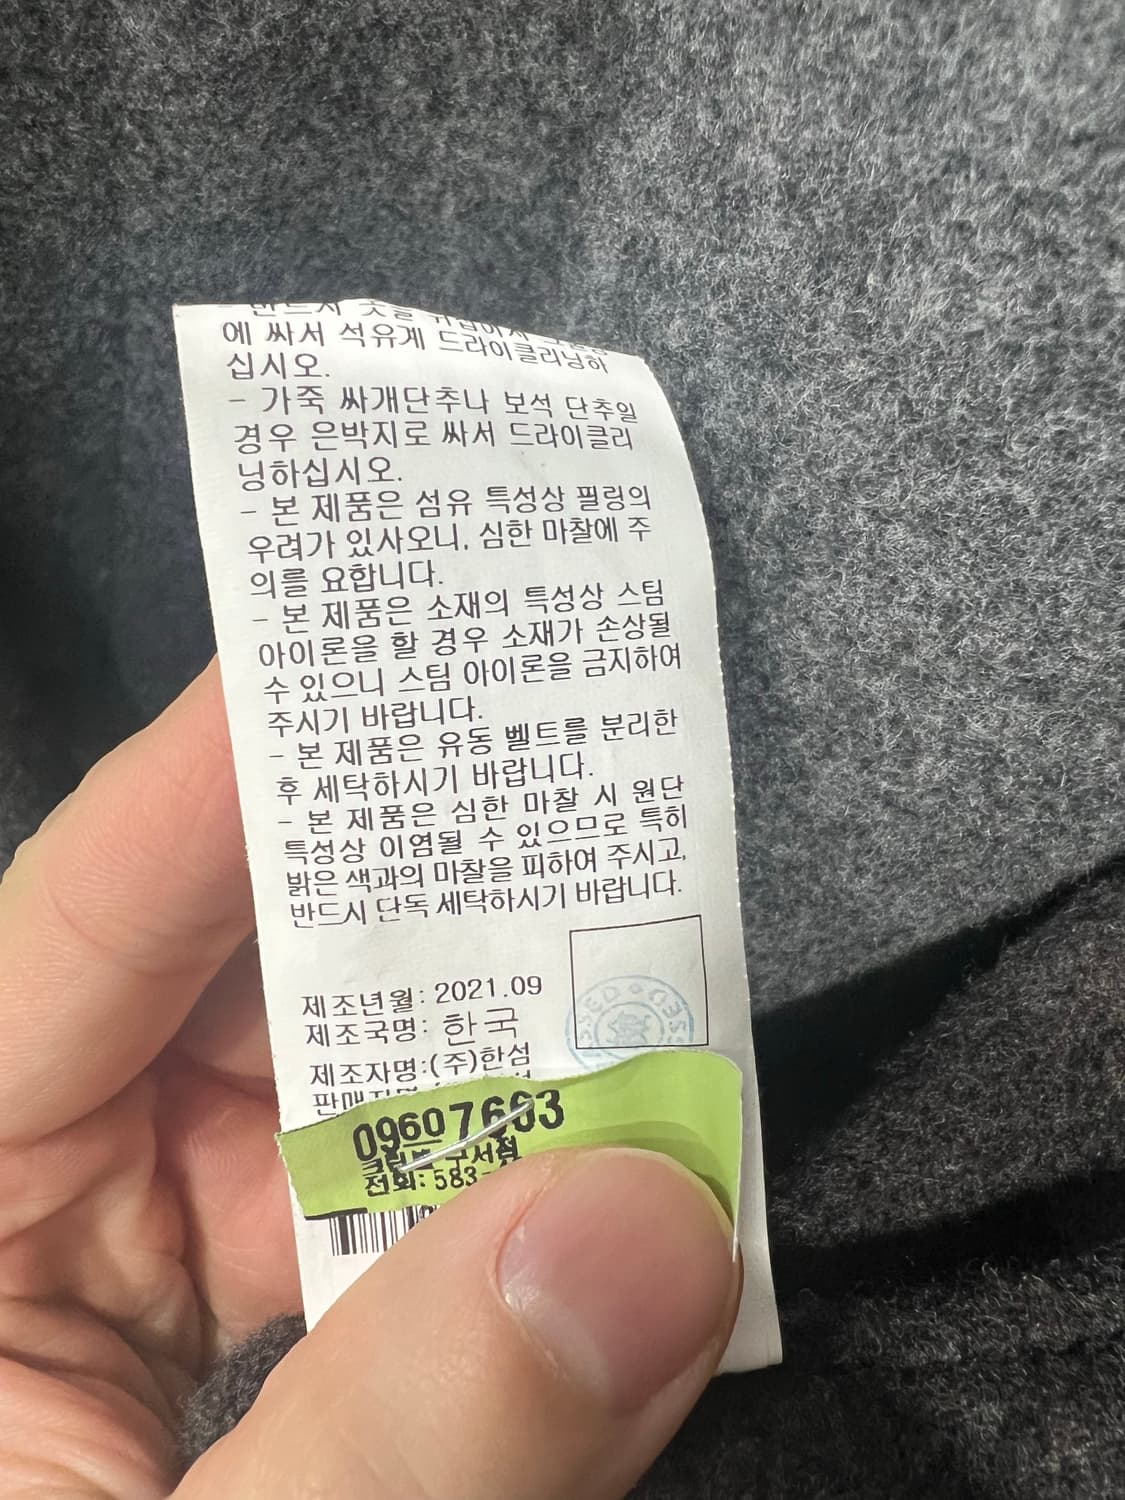 에 싸서 석유계 드라이클리닝하
십시오.
- 가죽 싸개단추나 보석 단추일
경우 은박지로 싸서 드라이클리
닝하십시오.
- 본 제품은 섬유 특성상 필링의
우려가 있사오니, 심한 마찰에 주
의를 요합니다.
- 본 제품은 소재의 특성상 스팀
아이론을 할 경우 소재가 손상될
수 있으니 스팀 아이론을 금지하여
주시기 바랍니다.
- 본 제품은 유동 벨트를 분리한
후 세탁하시기 바랍니다.
- 본 제품은 심한 마찰 시 원단
특성상 이염될 수 있으므로 특히
밝은 색과의 마찰을 피하여 주시고,
반드시 단독 세탁하시기 바랍니다.
제조년월: 2021.09
제조국명: 한국
제조자명:(주)한섬
09607663
구서점
전화: 583-